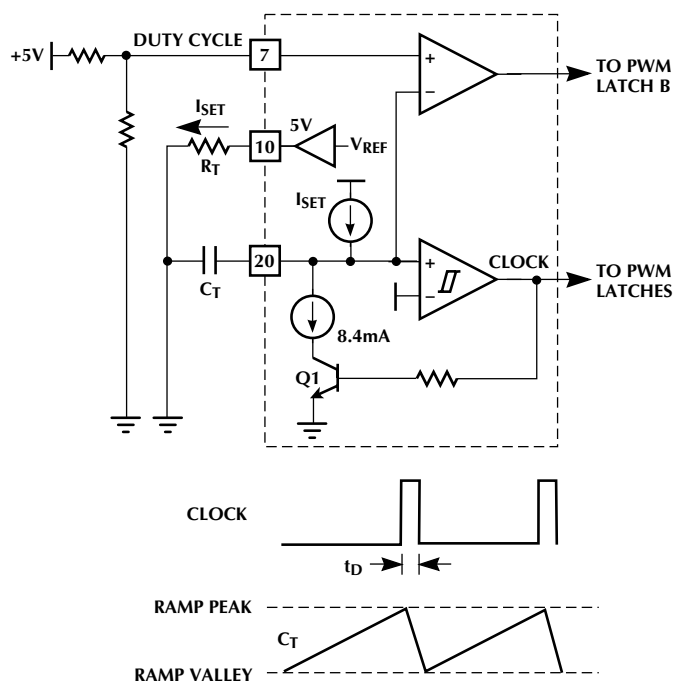 DUTY CYCLE
+5V
7
+
−
TO PWM
LATCH B
ISET
5V
10
VREF
RT
ISET
20
CT
+
−
CLOCK
TO PWM
LATCHES
8.4mA
Q1
CLOCK
tD
RAMP PEAK
CT
RAMP VALLEY